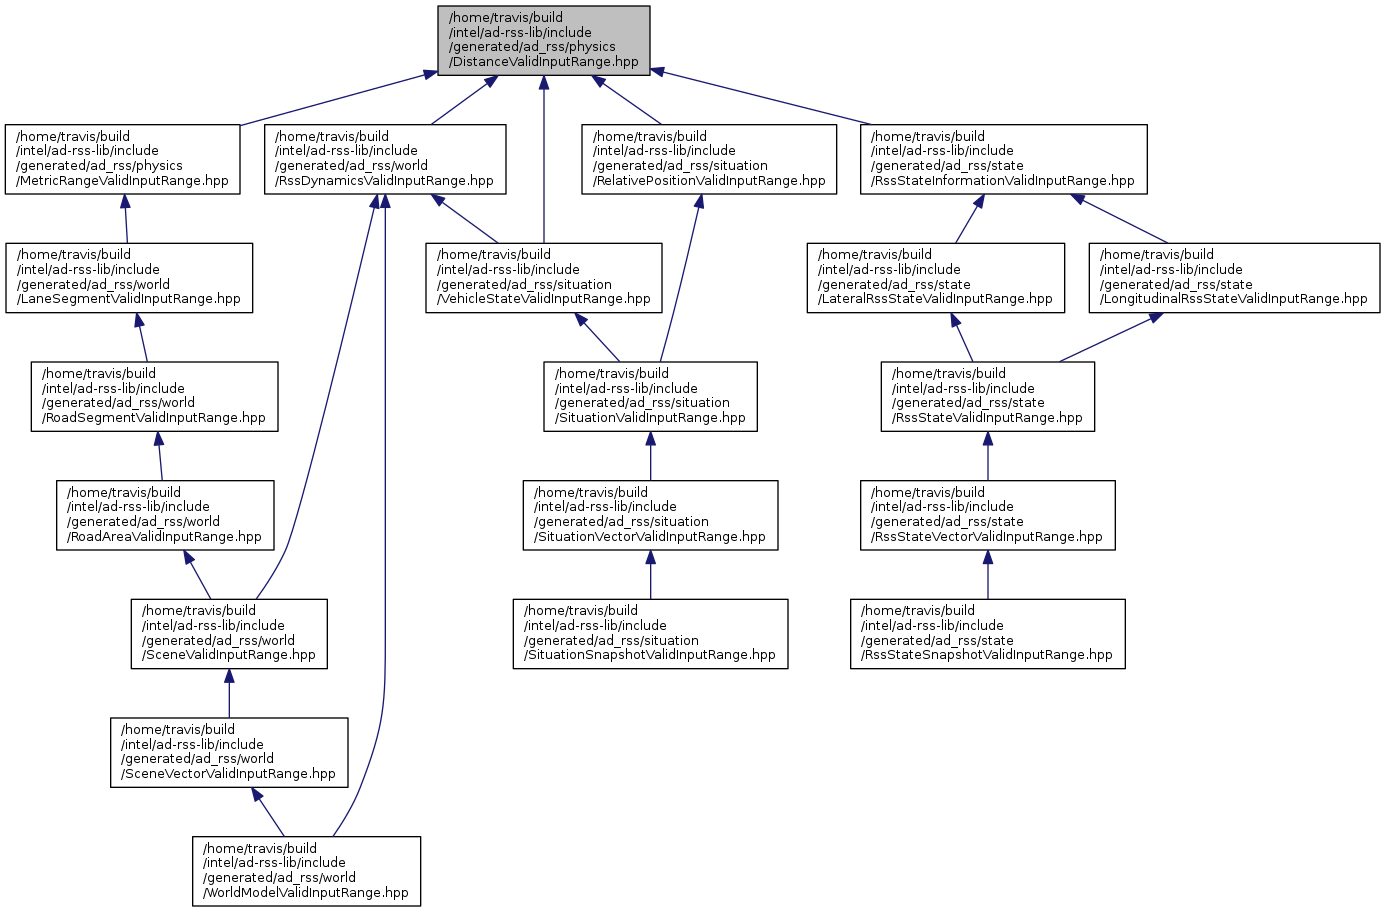 /home/travis/build
/intel/ad-rss-lib/include
/generated/ad_rss/physics
/DistanceValidInputRange.hpp
/home/travis/build
/intel/ad-rss-lib/include
/generated/ad_rss/physics
/MetricRangeValidInputRange.hpp
/home/travis/build
/intel/ad-rss-lib/include
/generated/ad_rss/world
/RssDynamicsValidInputRange.hpp
/home/travis/build
/intel/ad-rss-lib/include
/generated/ad_rss/situation
/RelativePositionValidInputRange.hpp
/home/travis/build
/intel/ad-rss-lib/include
/generated/ad_rss/state
/RssStateInformationValidInputRange.hpp
/home/travis/build
/intel/ad-rss-lib/include
/generated/ad_rss/world
/LaneSegmentValidInputRange.hpp
/home/travis/build
/intel/ad-rss-lib/include
/generated/ad_rss/situation
/VehicleStateValidInputRange.hpp
/home/travis/build
/intel/ad-rss-lib/include
/generated/ad_rss/state
/LateralRssStateValidInputRange.hpp
/home/travis/build
/intel/ad-rss-lib/include
/generated/ad_rss/state
/LongitudinalRssStateValidInputRange.hpp
/home/travis/build
/intel/ad-rss-lib/include
/generated/ad_rss/world
/RoadSegmentValidInputRange.hpp
/home/travis/build
/intel/ad-rss-lib/include
/generated/ad_rss/situation
/SituationValidInputRange.hpp
/home/travis/build
/intel/ad-rss-lib/include
/generated/ad_rss/state
/RssStateValidInputRange.hpp
/home/travis/build
/intel/ad-rss-lib/include
/generated/ad_rss/world
/RoadAreaValidInputRange.hpp
/home/travis/build
/intel/ad-rss-lib/include
/generated/ad_rss/situation
/SituationVectorValidInputRange.hpp
/home/travis/build
/intel/ad-rss-lib/include
/generated/ad_rss/state
/RssStateVectorValidInputRange.hpp
/home/travis/build
/intel/ad-rss-lib/include
/generated/ad_rss/world
/SceneValidInputRange.hpp
/home/travis/build
/intel/ad-rss-lib/include
/generated/ad_rss/situation
/SituationSnapshotValidInputRange.hpp
/home/travis/build
/intel/ad-rss-lib/include
/generated/ad_rss/state
/RssStateSnapshotValidInputRange.hpp
/home/travis/build
/intel/ad-rss-lib/include
/generated/ad_rss/world
/SceneVectorValidInputRange.hpp
/home/travis/build
/intel/ad-rss-lib/include
/generated/ad_rss/world
/WorldModelValidInputRange.hpp